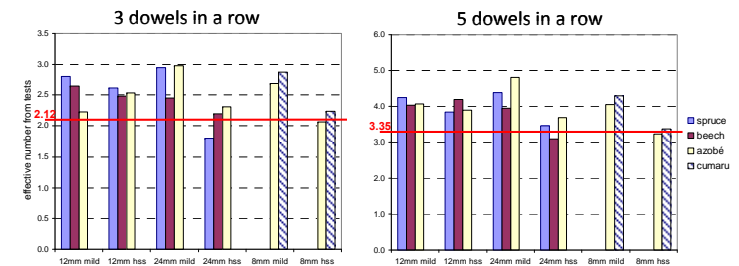 3 dowels in a row
3.5
3.0
2.5
2.12
2.0
1.5
1.0
0.5
0.0
effective number from tests
12mm mild 12mm hss 24mm mild 24mm hss 8mm mild 8mm hss
5 dowels in a row
6.0
5.0
4.0
3.35
3.0
2.0
1.0
0.0
12mm mild 12mm hss 24mm mild 24mm hss 8mm mild 8mm hss
spruce
beech
azobé
cumaru